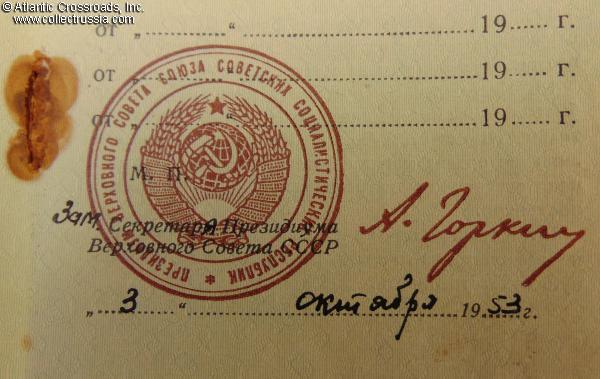 © Atlantic Crossroads, Inc.
www.collectrussia.com
от „ “ 19 г.
от „ “ 19 г.
от „ “ 19 г.
ПРЕЗИДИУМ ВЕРХОВНОГО СОВЕТА СОЮЗА СОВЕТСКИХ СОЦИАЛИСТИЧЕСКИХ РЕСПУБЛИК
М. П.
Зам. Секретаря Президиума
Верховного Совета СССР
А. Горкин
„ 3 “ октября 1953 г.